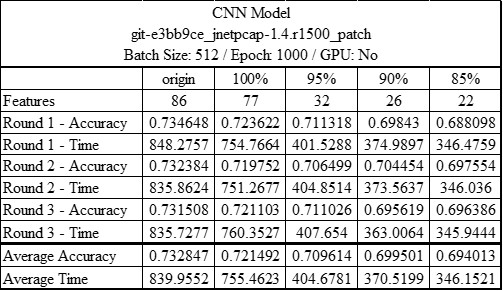 CNN Model
git-e3bb9ce_jnetpcap-1.4.r1500_patch
Batch Size: 512 / Epoch: 1000 / GPU: No
origin 100% 95% 90% 85%
Features 86 77 32 26 22
Round 1 - Accuracy 0.734648 0.723622 0.711318 0.69843 0.688098
Round 1 - Time 848.2757 754.7664 401.5288 374.9897 346.4759
Round 2 - Accuracy 0.732384 0.719752 0.706499 0.704454 0.697554
Round 2 - Time 835.8624 751.2677 404.8514 373.5637 346.036
Round 3 - Accuracy 0.731508 0.721103 0.711026 0.695619 0.696386
Round 3 - Time 835.7277 760.3527 407.654 363.0064 345.9444
Average Accuracy 0.732847 0.721492 0.709614 0.699501 0.694013
Average Time 839.9552 755.4623 404.6781 370.5199 346.1521